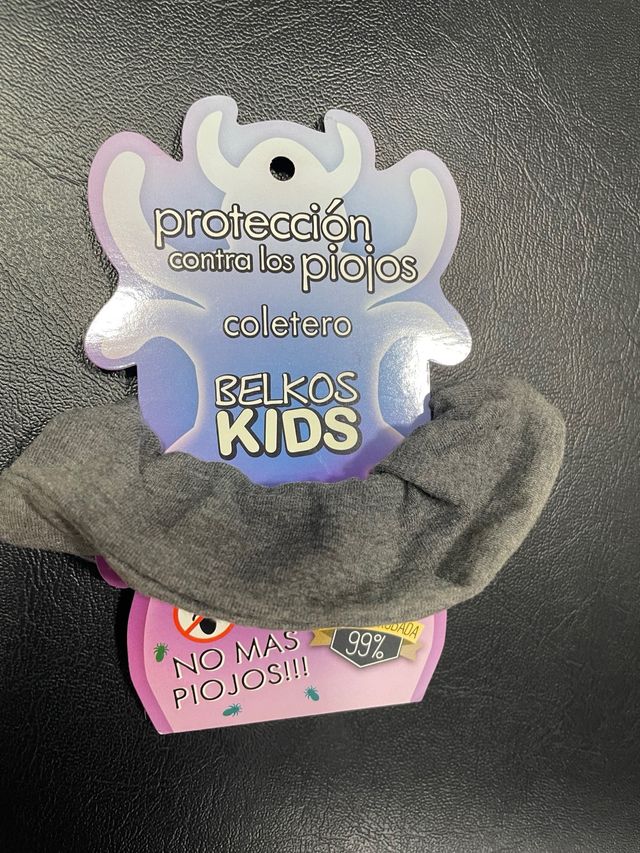 protección
contra los piojos
coletero
BELKOS
KIDS
99%
NO MAS
PIOJOS!!!